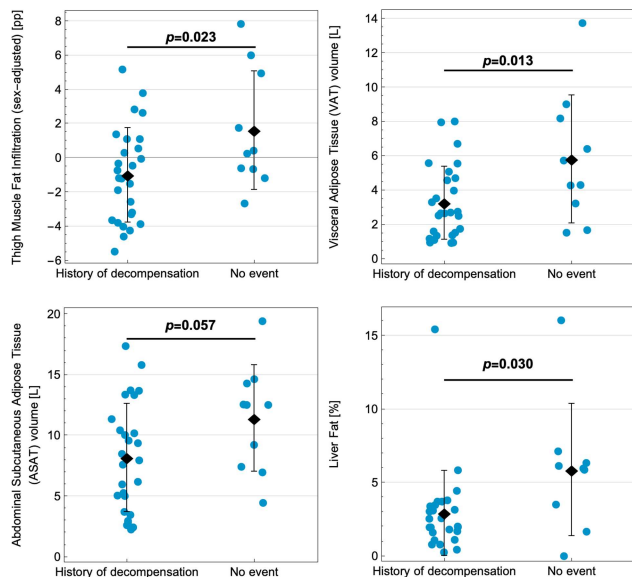 Thigh Muscle Fat Infiltration (sex-adjusted) [pp]
8
6
4
2
0
−2
−4
−6
p=0.023
History of decompensation
No event
Visceral Adipose Tissue (VAT) volume [L]
14
12
10
8
6
4
2
0
p=0.013
History of decompensation
No event
Abdominal Subcutaneous Adipose Tissue
(ASAT) volume [L]
20
15
10
5
0
p=0.057
History of decompensation
No event
Liver Fat [%]
15
10
5
0
p=0.030
History of decompensation
No event